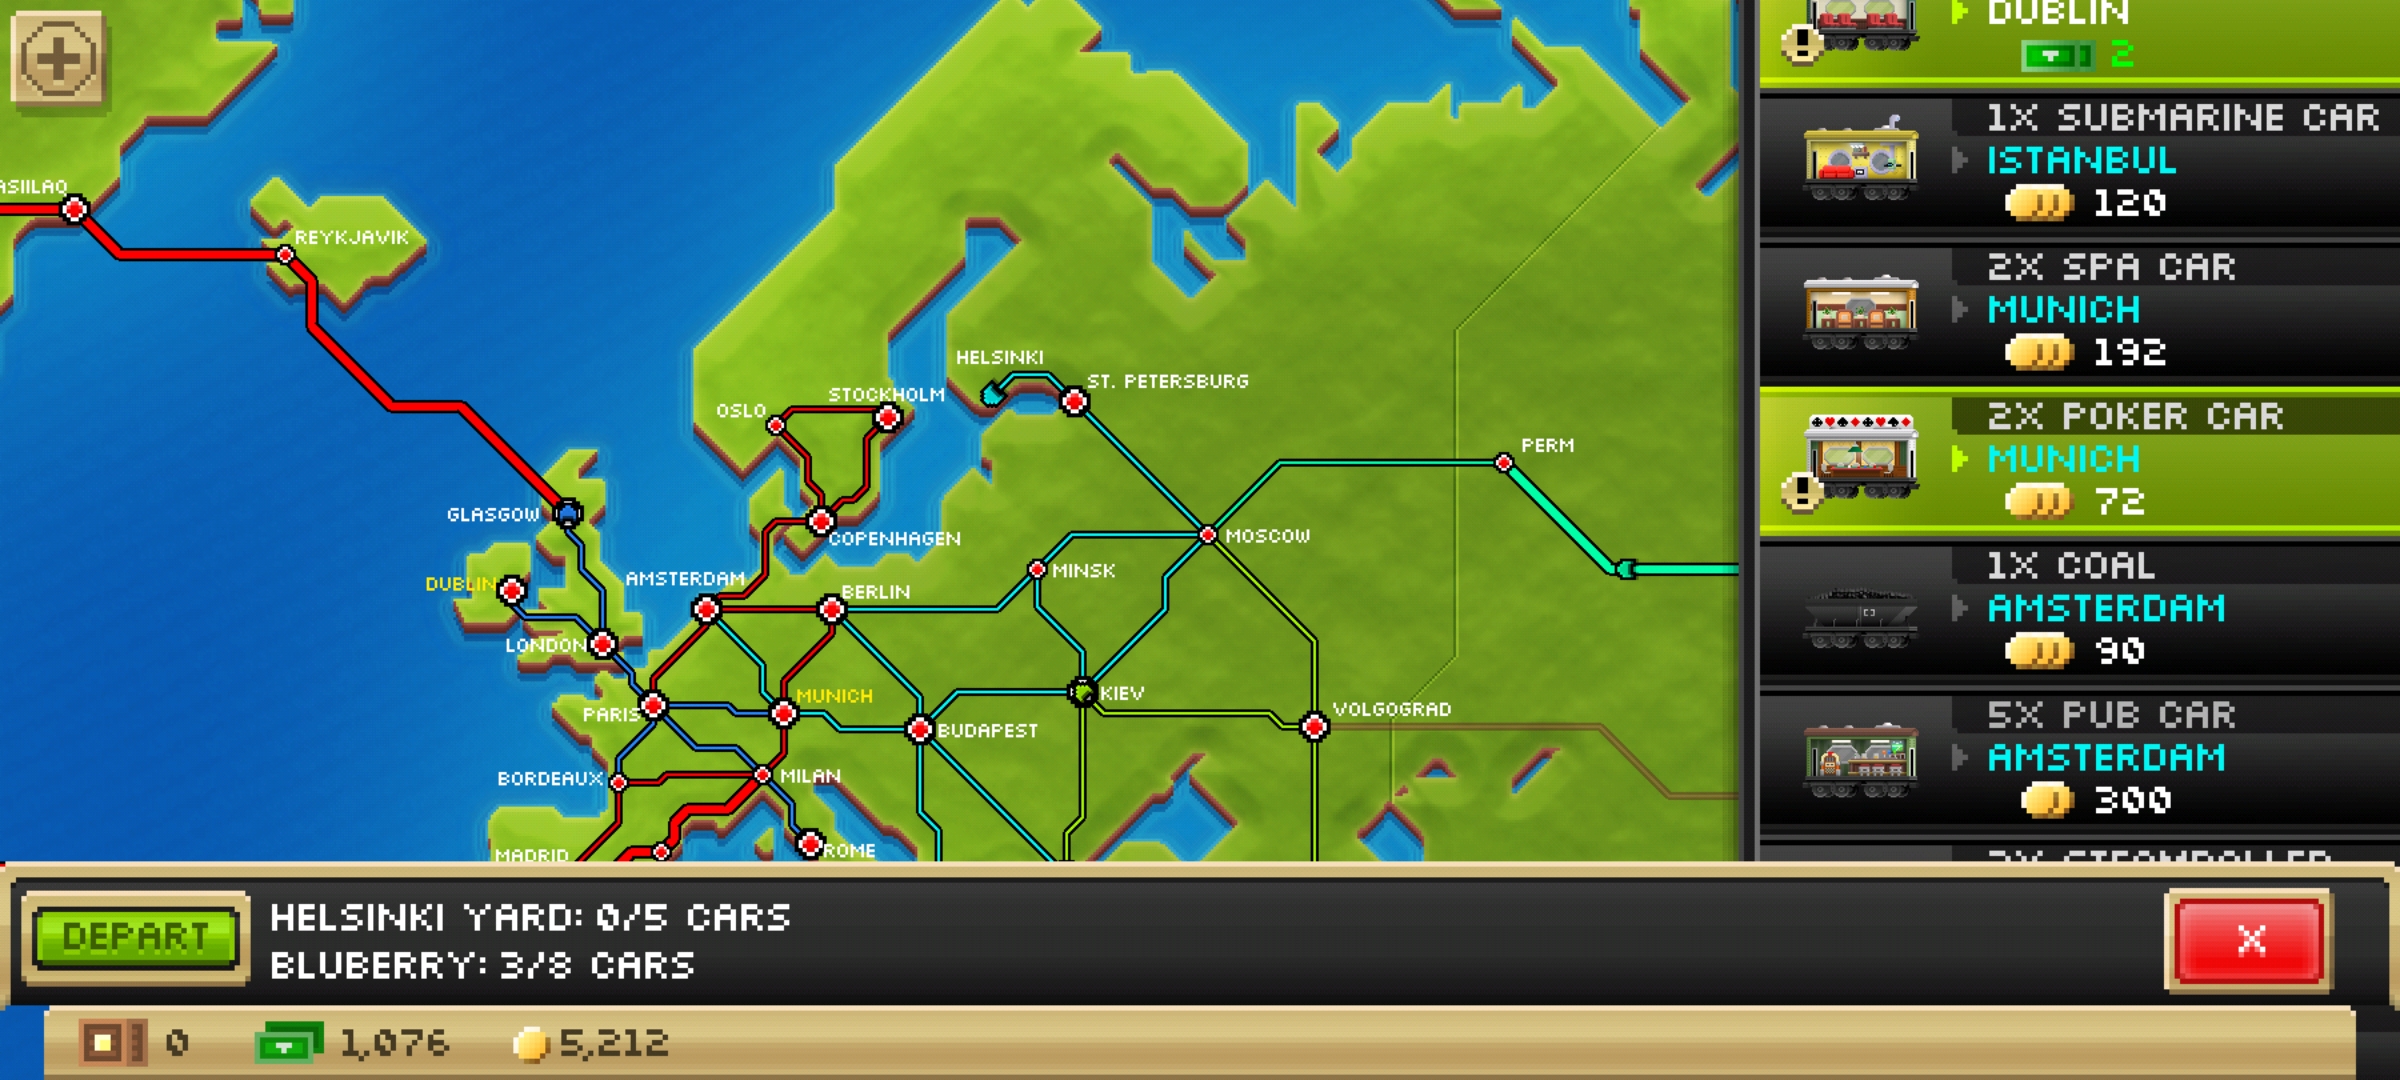 DUBLIN
2
1X SUBMARINE CAR
ISTANBUL
120
2X SPA CAR
MUNICH
192
2X POKER CAR
MUNICH
72
1X COAL
AMSTERDAM
90
5X PUB CAR
AMSTERDAM
300
ASIILAQ
REYKJAVIK
HELSINKI
ST. PETERSBURG
STOCKHOLM
OSLO
PERM
GLASGOW
COPENHAGEN
MOSCOW
MINSK
DUBLIN
AMSTERDAM
BERLIN
LONDON
MUNICH
KIEV
PARIS
BUDAPEST
VOLGOGRAD
BORDEAUX
MILAN
MADRID
ROME
DEPART
HELSINKI YARD: 0/5 CARS
BLUBERRY: 3/8 CARS
X
0
1,076
5,212